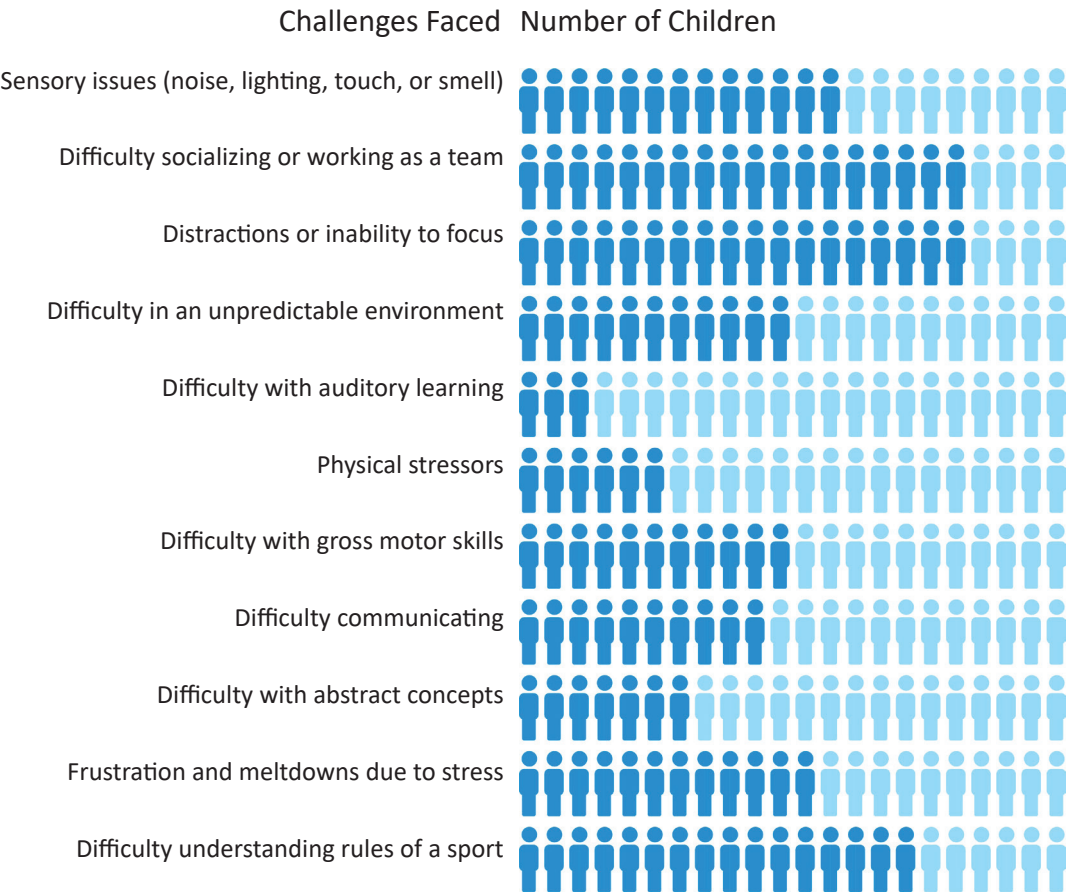 Challenges Faced Number of Children
Sensory issues (noise, lighting, touch, or smell)
Difficulty socializing or working as a team
Distractions or inability to focus
Difficulty in an unpredictable environment
Difficulty with auditory learning
Physical stressors
Difficulty with gross motor skills
Difficulty communicating
Difficulty with abstract concepts
Frustration and meltdowns due to stress
Difficulty understanding rules of a sport